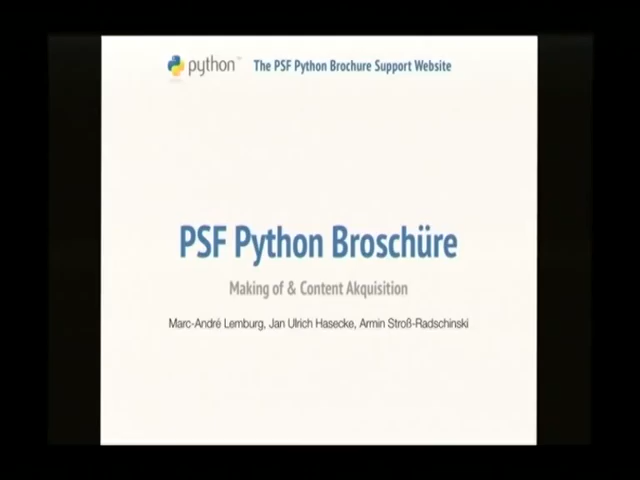 python™ The PSF Python Brochure Support Website
PSF Python Broschüre
Making of & Content Akquisition
Marc-André Lemburg, Jan Ulrich Hasecke, Armin Stroß-Radschinski